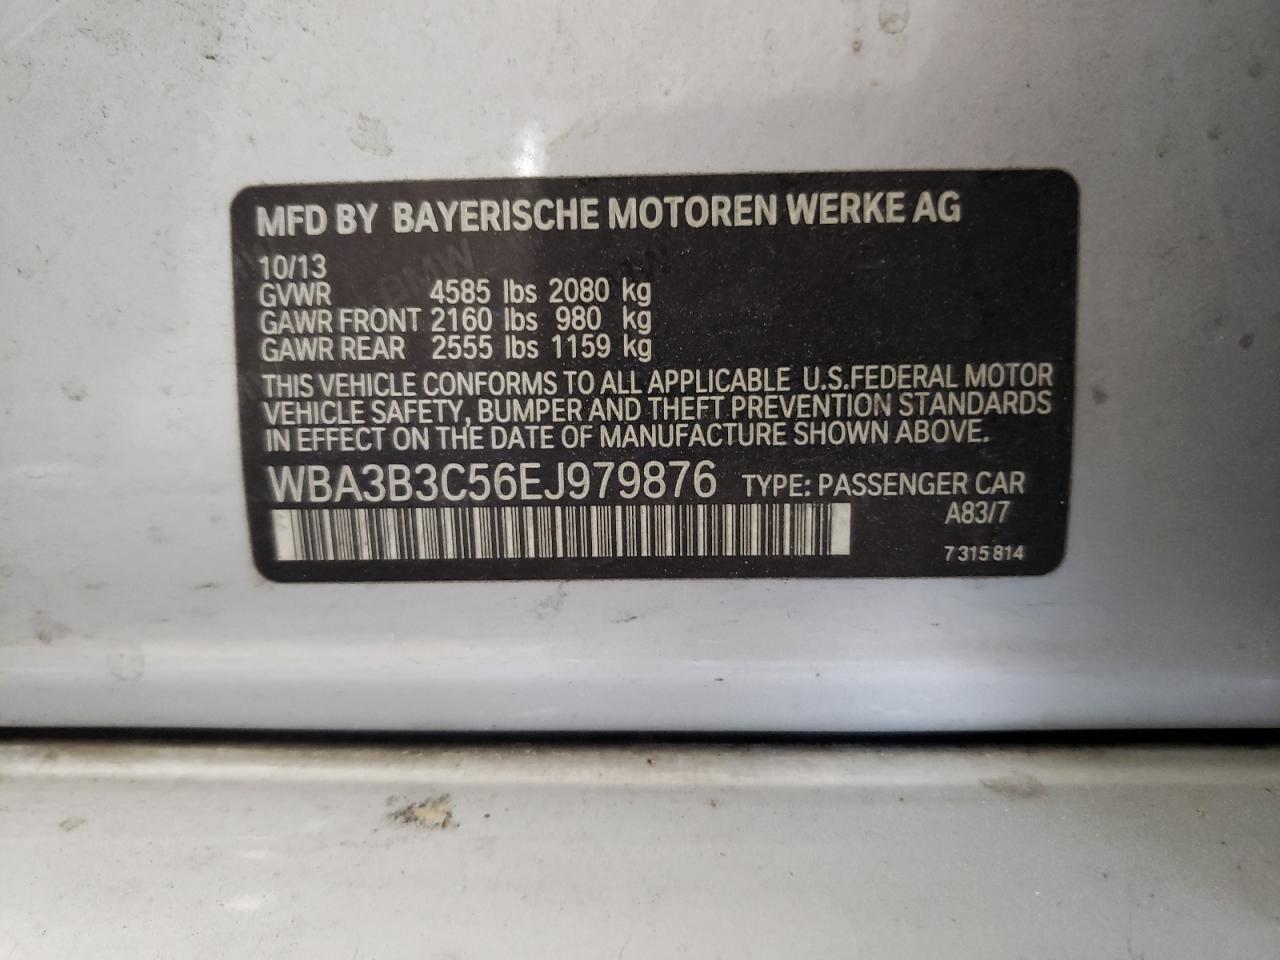 MFD BY BAYERISCHE MOTOREN WERKE AG
10/13
GVWR 4585 lbs 2080 kg
GAWR FRONT 2160 lbs 980 kg
GAWR REAR 2555 lbs 1159 kg
THIS VEHICLE CONFORMS TO ALL APPLICABLE U.S.FEDERAL MOTOR
VEHICLE SAFETY, BUMPER AND THEFT PREVENTION STANDARDS
IN EFFECT ON THE DATE OF MANUFACTURE SHOWN ABOVE.
WBA3B3C56EJ979876 TYPE: PASSENGER CAR
A83/7
7 315 814